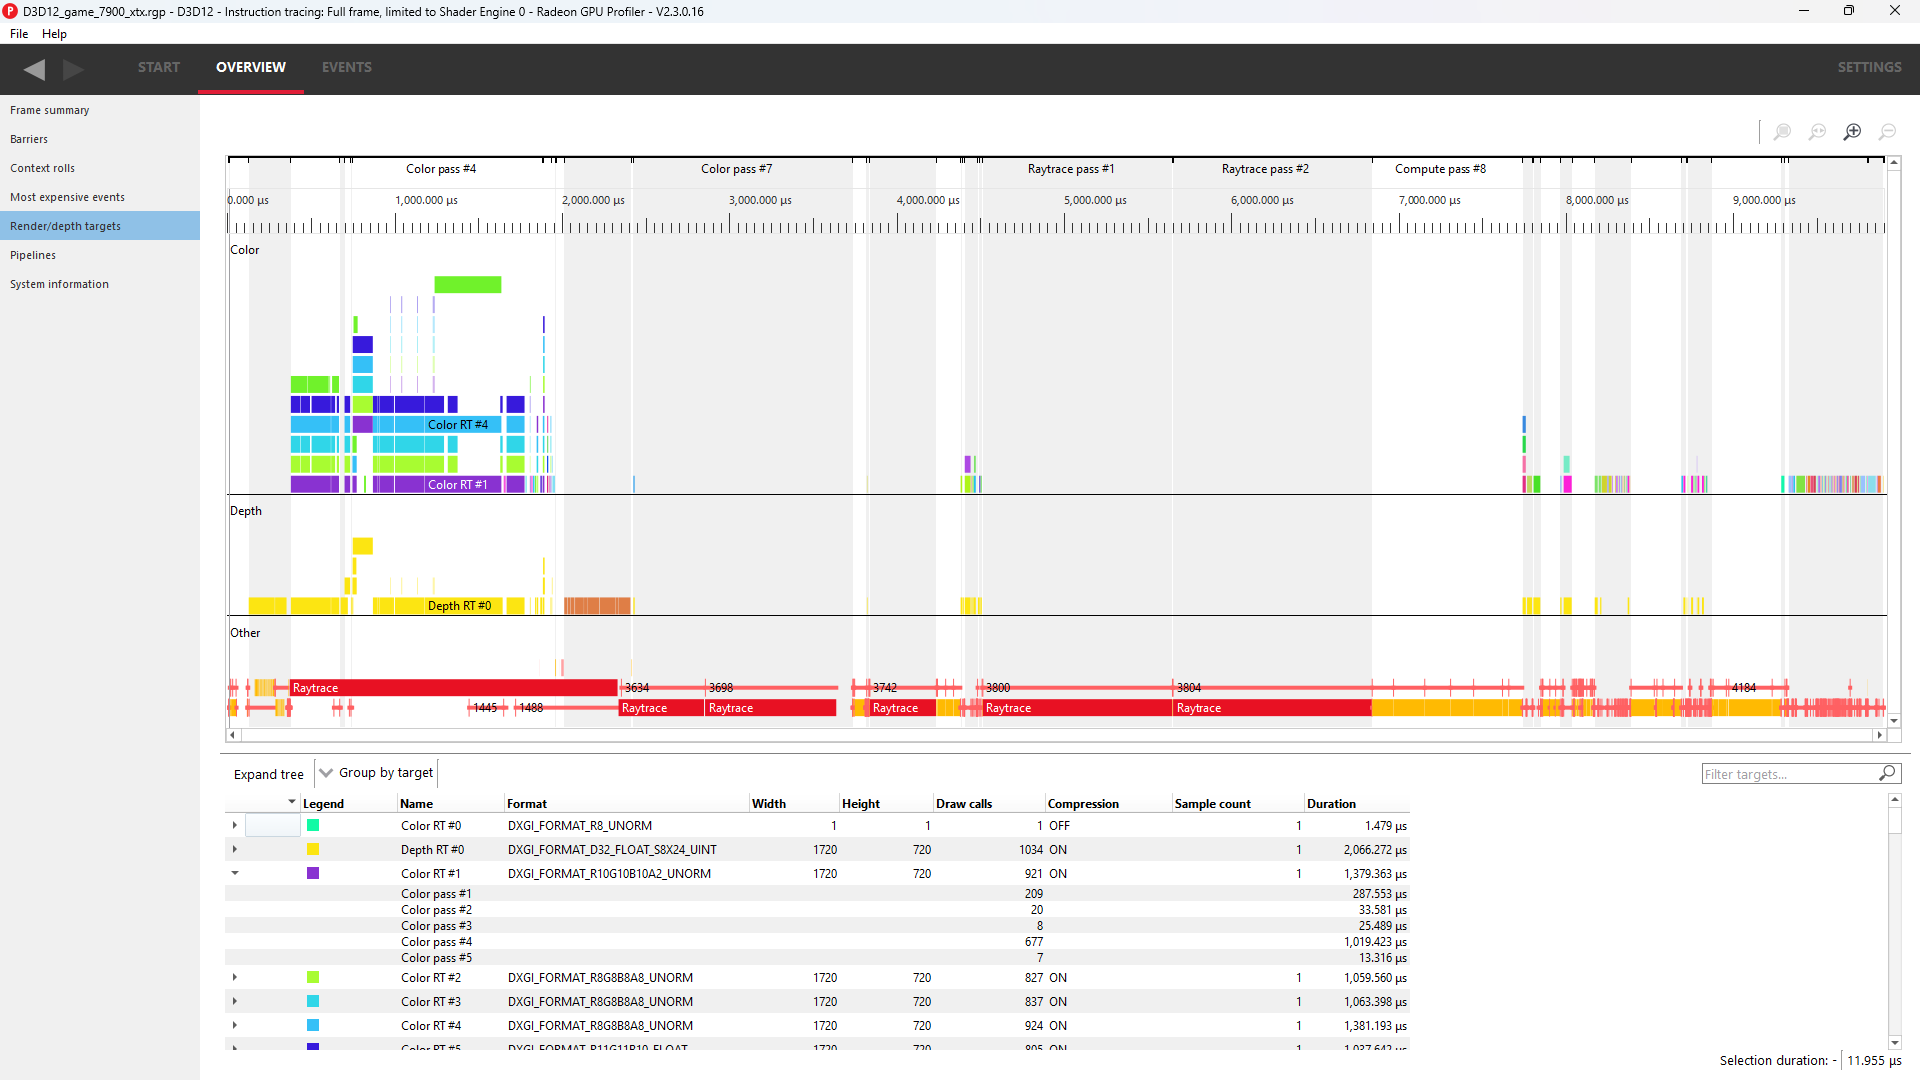 D3D12_game_7900_xtx.rgp - D3D12 - Instruction tracing: Full frame, limited to Shader Engine 0 - Radeon GPU Profiler - V2.3.0.16
File Help
START OVERVIEW EVENTS SETTINGS
Frame summary
Barriers
Context rolls
Most expensive events
Render/depth targets
Pipelines
System information
Color pass #4 Color pass #7 Raytrace pass #1 Raytrace pass #2 Compute pass #8
0.000 µs 1,000.000 µs 2,000.000 µs 3,000.000 µs 4,000.000 µs 5,000.000 µs 6,000.000 µs 7,000.000 µs 8,000.000 µs 9,000.000 µs
Color
Color RT #4
Color RT #1
Depth
Depth RT #0
Other
Raytrace 3634 3698 3742 3800 3804 4184
1445 1488 Raytrace Raytrace Raytrace Raytrace Raytrace
Expand tree Group by target Filter targets...
Legend Name Format Width Height Draw calls Compression Sample count Duration
Color RT #0 DXGI_FORMAT_R8_UNORM 1 1 1 OFF 1 1.479 µs
Depth RT #0 DXGI_FORMAT_D32_FLOAT_S8X24_UINT 1720 720 1034 ON 1 2,066.272 µs
Color RT #1 DXGI_FORMAT_R10G10B10A2_UNORM 1720 720 921 ON 1 1,379.363 µs
Color pass #1 209 287.553 µs
Color pass #2 20 33.581 µs
Color pass #3 8 25.489 µs
Color pass #4 677 1,019.423 µs
Color pass #5 7 13.316 µs
Color RT #2 DXGI_FORMAT_R8G8B8A8_UNORM 1720 720 827 ON 1 1,059.560 µs
Color RT #3 DXGI_FORMAT_R8G8B8A8_UNORM 1720 720 837 ON 1 1,063.398 µs
Color RT #4 DXGI_FORMAT_R8G8B8A8_UNORM 1720 720 924 ON 1 1,381.193 µs
Color RT #5 DXGI_FORMAT_R11G11B10_FLOAT 1720 720 805 ON 1 1,037.642 µs
Selection duration: - 11.955 µs